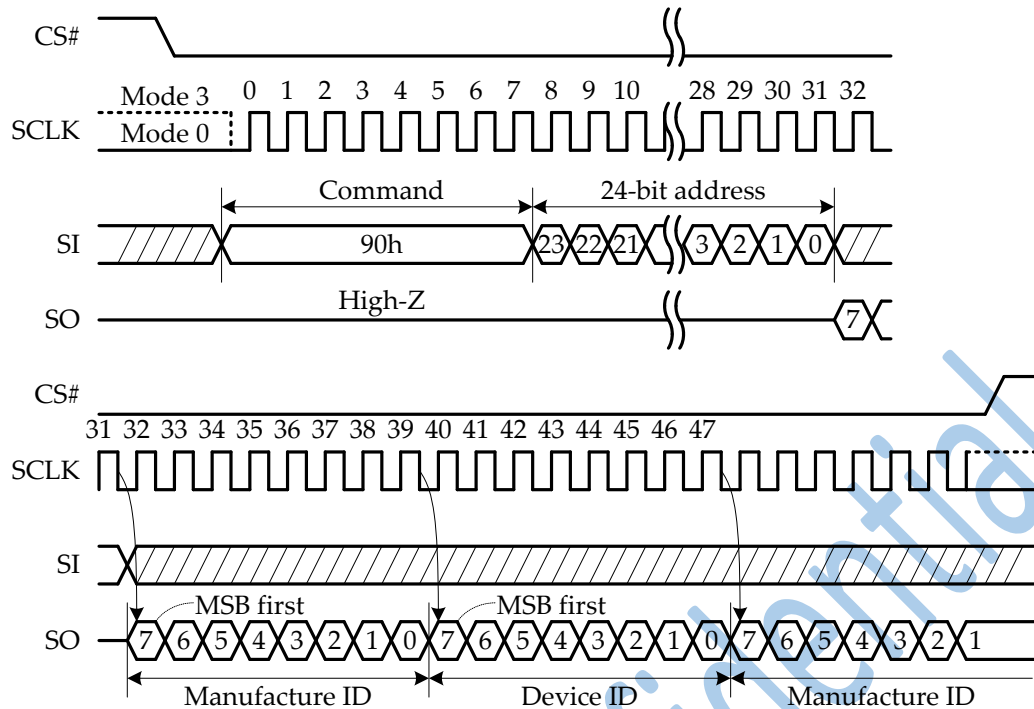 CS#
0 1 2 3 4 5 6 7 8 9 10 28 29 30 31 32
Mode 3
SCLK
Mode 0
Command 24-bit address
SI 90h 23 22 21 3 2 1 0
High-Z
SO 7
CS#
31 32 33 34 35 36 37 38 39 40 41 42 43 44 45 46 47
SCLK
SI
MSB first MSB first
SO 7 6 5 4 3 2 1 0 7 6 5 4 3 2 1 0 7 6 5 4 3 2 1
Manufacture ID Device ID Manufacture ID
fidential